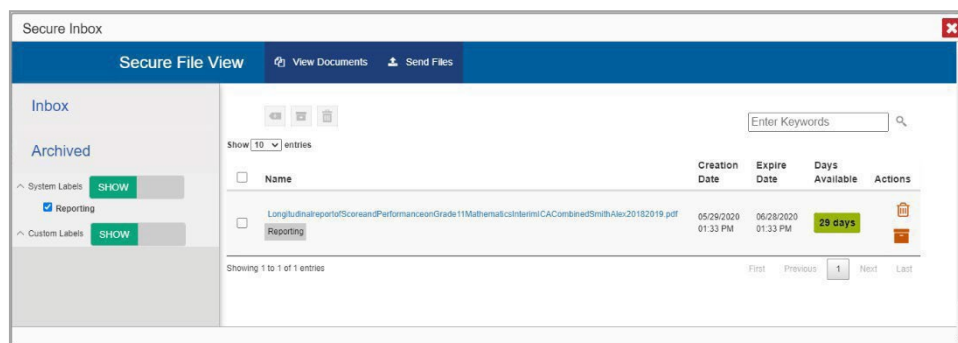 Secure Inbox
Secure File View
View Documents
Send Files
Inbox
Archived
System Labels
SHOW
Reporting
Custom Labels
SHOW
Enter Keywords
Show 10 entries
Name
Creation Date
Expire Date
Days Available
Actions
LongitudinalreportofScoreandPerformanceonGrade11MathematicsInterimICACombinedSmithAlex20182019.pdf
Reporting
05/29/2020
01:33 PM
06/28/2020
01:33 PM
29 days
Showing 1 to 1 of 1 entries
First
Previous
1
Next
Last